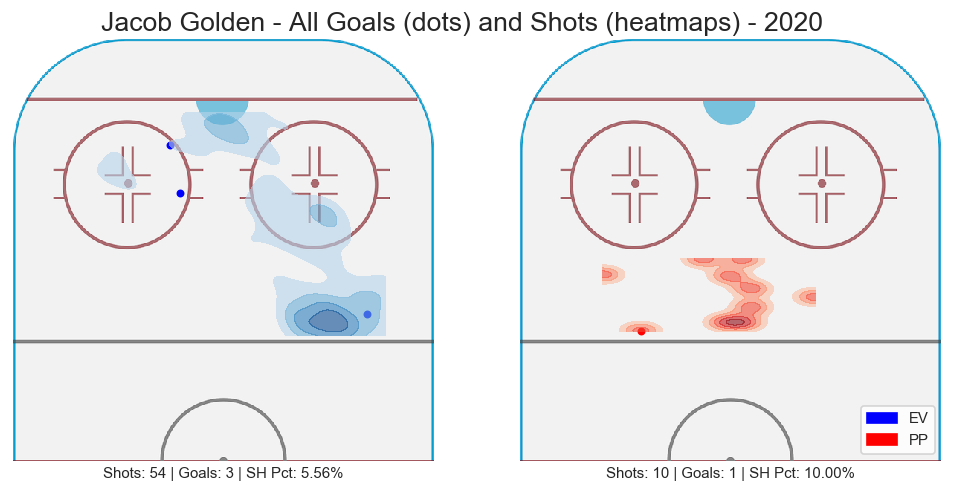 Jacob Golden - All Goals (dots) and Shots (heatmaps) - 2020
EV
PP
Shots: 54 | Goals: 3 | SH Pct: 5.56%
Shots: 10 | Goals: 1 | SH Pct: 10.00%